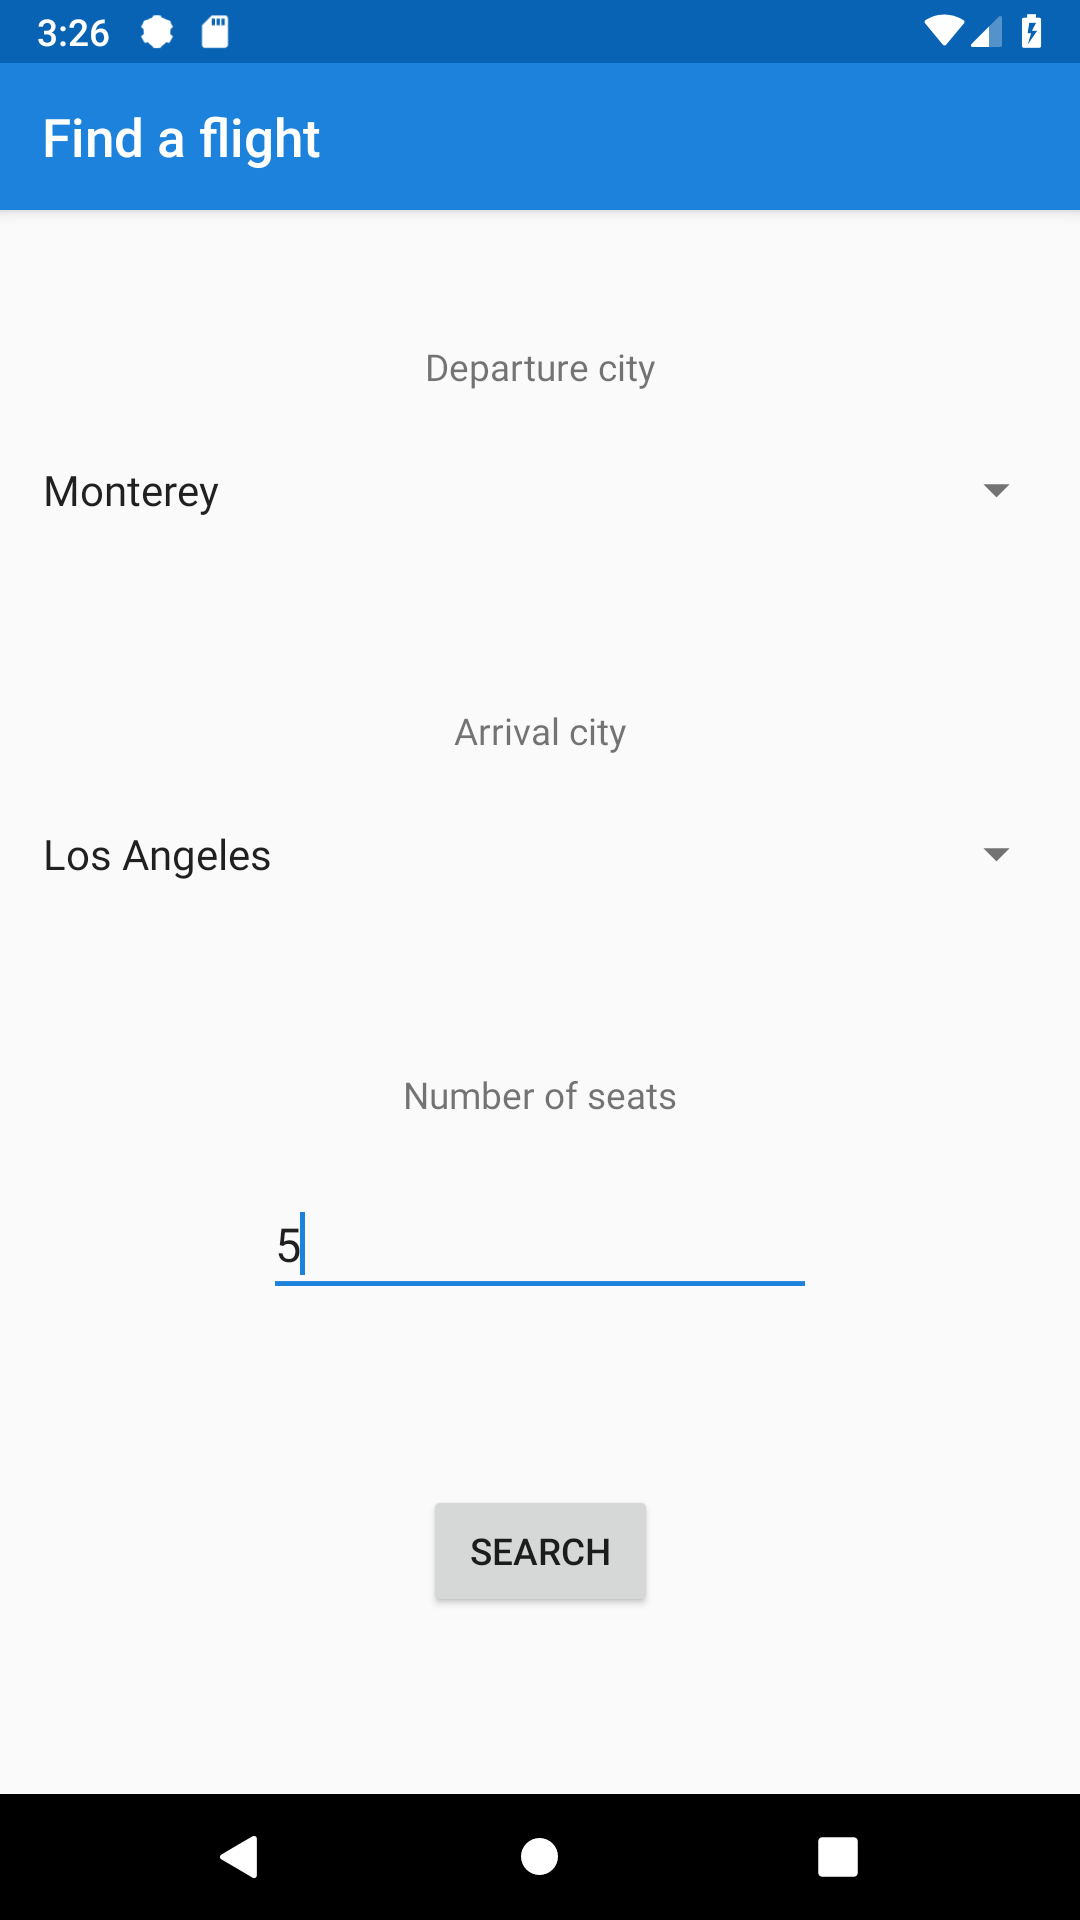 3:26
Find a flight
Departure city
Monterey
Arrival city
Los Angeles
Number of seats
5
SEARCH